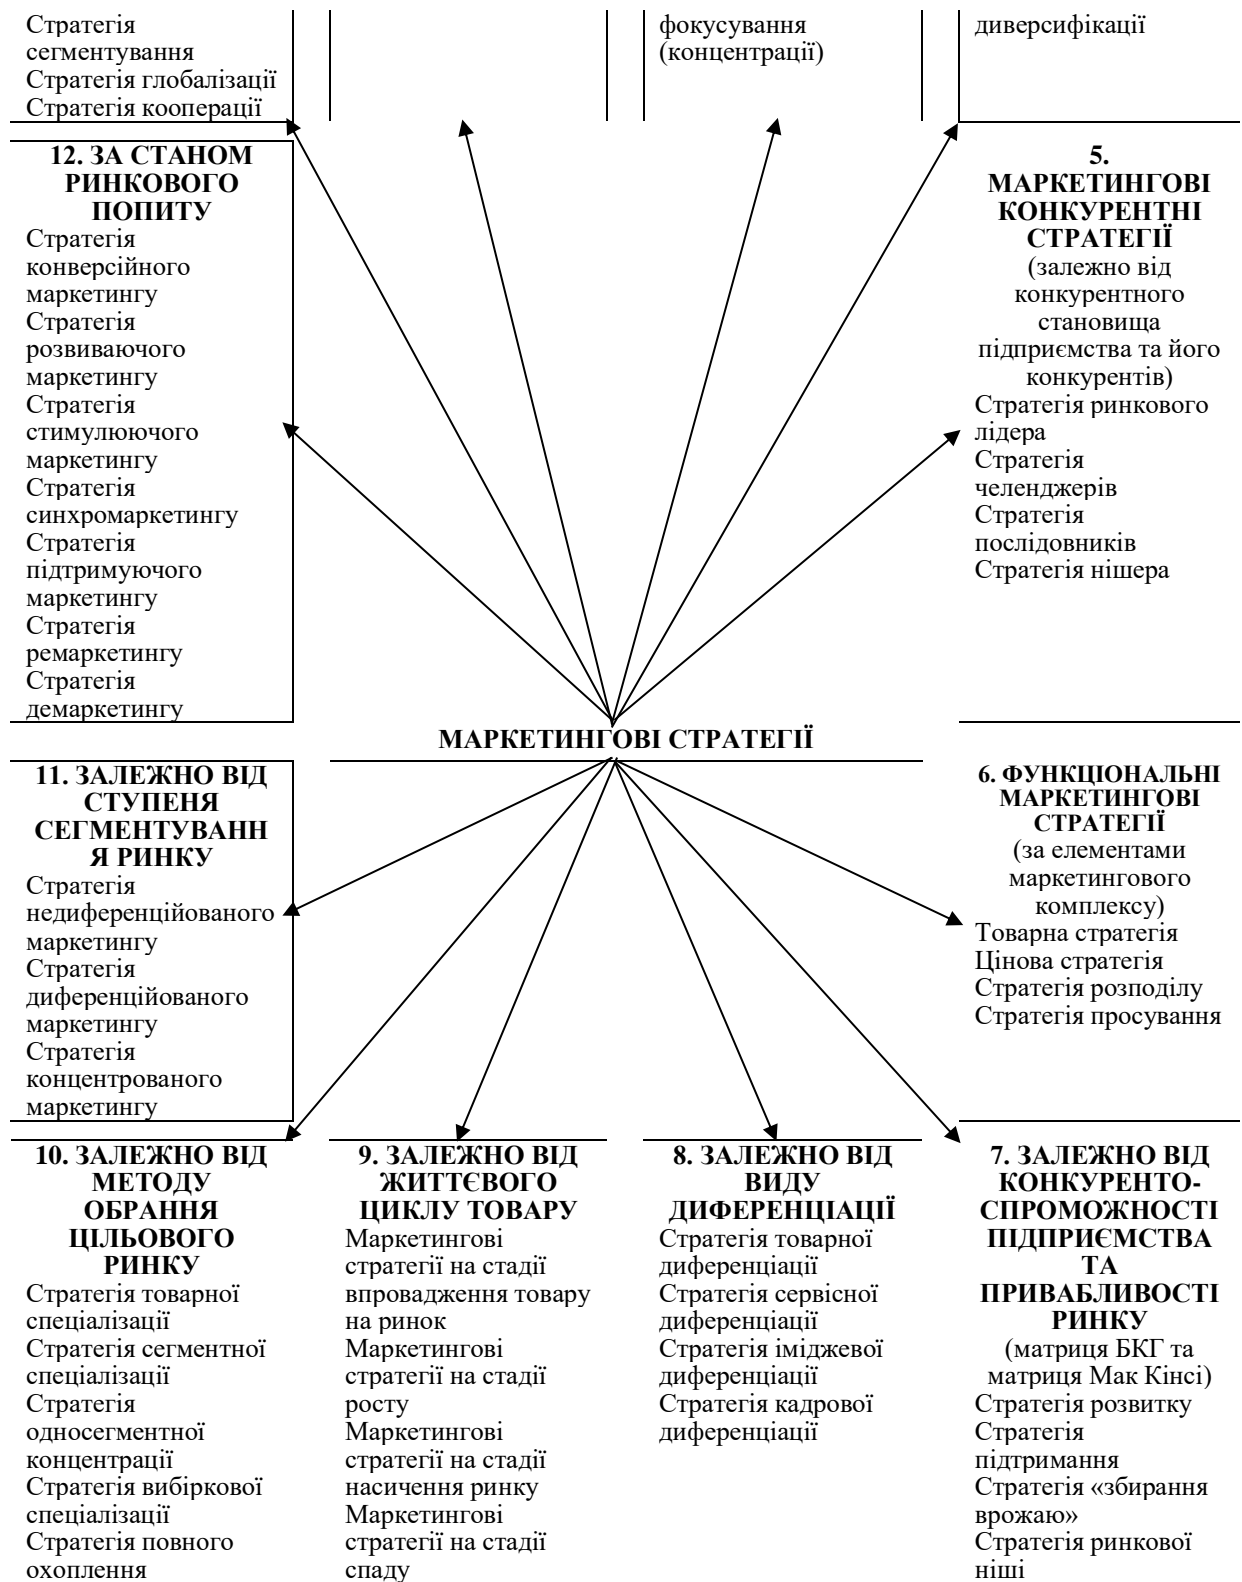 Стратегія
сегментування
Стратегія глобалізації
Стратегія кооперації
фокусування
(концентрації)
диверсифікації
12. ЗА СТАНОМ
РИНКОВОГО
ПОПИТУ
Стратегія
конверсійного
маркетингу
Стратегія
розвиваючого
маркетингу
Стратегія
стимулюючого
маркетингу
Стратегія
синхромаркетингу
Стратегія
підтримуючого
маркетингу
Стратегія
ремаркетингу
Стратегія
демаркетингу
5.
МАРКЕТИНГОВІ
КОНКУРЕНТНІ
СТРАТЕГІЇ
(залежно від
конкурентного
становища
підприємства та його
конкурентів)
Стратегія ринкового
лідера
Стратегія
челенджерів
Стратегія
послідовників
Стратегія нішера
МАРКЕТИНГОВІ СТРАТЕГІЇ
11. ЗАЛЕЖНО ВІД
СТУПЕНЯ
СЕГМЕНТУВАНН
Я РИНКУ
Стратегія
недиференційованого
маркетингу
Стратегія
диференційованого
маркетингу
Стратегія
концентрованого
маркетингу
6. ФУНКЦІОНАЛЬНІ
МАРКЕТИНГОВІ
СТРАТЕГІЇ
(за елементами
маркетингового
комплексу)
Товарна стратегія
Цінова стратегія
Стратегія розподілу
Стратегія просування
10. ЗАЛЕЖНО ВІД
МЕТОДУ
ОБРАННЯ
ЦІЛЬОВОГО
РИНКУ
Стратегія товарної
спеціалізації
Стратегія сегментної
спеціалізації
Стратегія
односегментної
концентрації
Стратегія вибіркової
спеціалізації
Стратегія повного
охоплення
9. ЗАЛЕЖНО ВІД
ЖИТТЄВОГО
ЦИКЛУ ТОВАРУ
Маркетингові
стратегії на стадії
впровадження товару
на ринок
Маркетингові
стратегії на стадії
росту
Маркетингові
стратегії на стадії
насичення ринку
Маркетингові
стратегії на стадії
спаду
8. ЗАЛЕЖНО ВІД
ВИДУ
ДИФЕРЕНЦІАЦІЇ
Стратегія товарної
диференціації
Стратегія сервісної
диференціації
Стратегія іміджевої
диференціації
Стратегія кадрової
диференціації
7. ЗАЛЕЖНО ВІД
КОНКУРЕНТО-
СПРОМОЖНОСТІ
ПІДПРИЄМСТВА
ТА
ПРИВАБЛИВОСТІ
РИНКУ
(матриця БКГ та
матриця Мак Кінсі)
Стратегія розвитку
Стратегія
підтримання
Стратегія «збирання
врожаю»
Стратегія ринкової
ніші